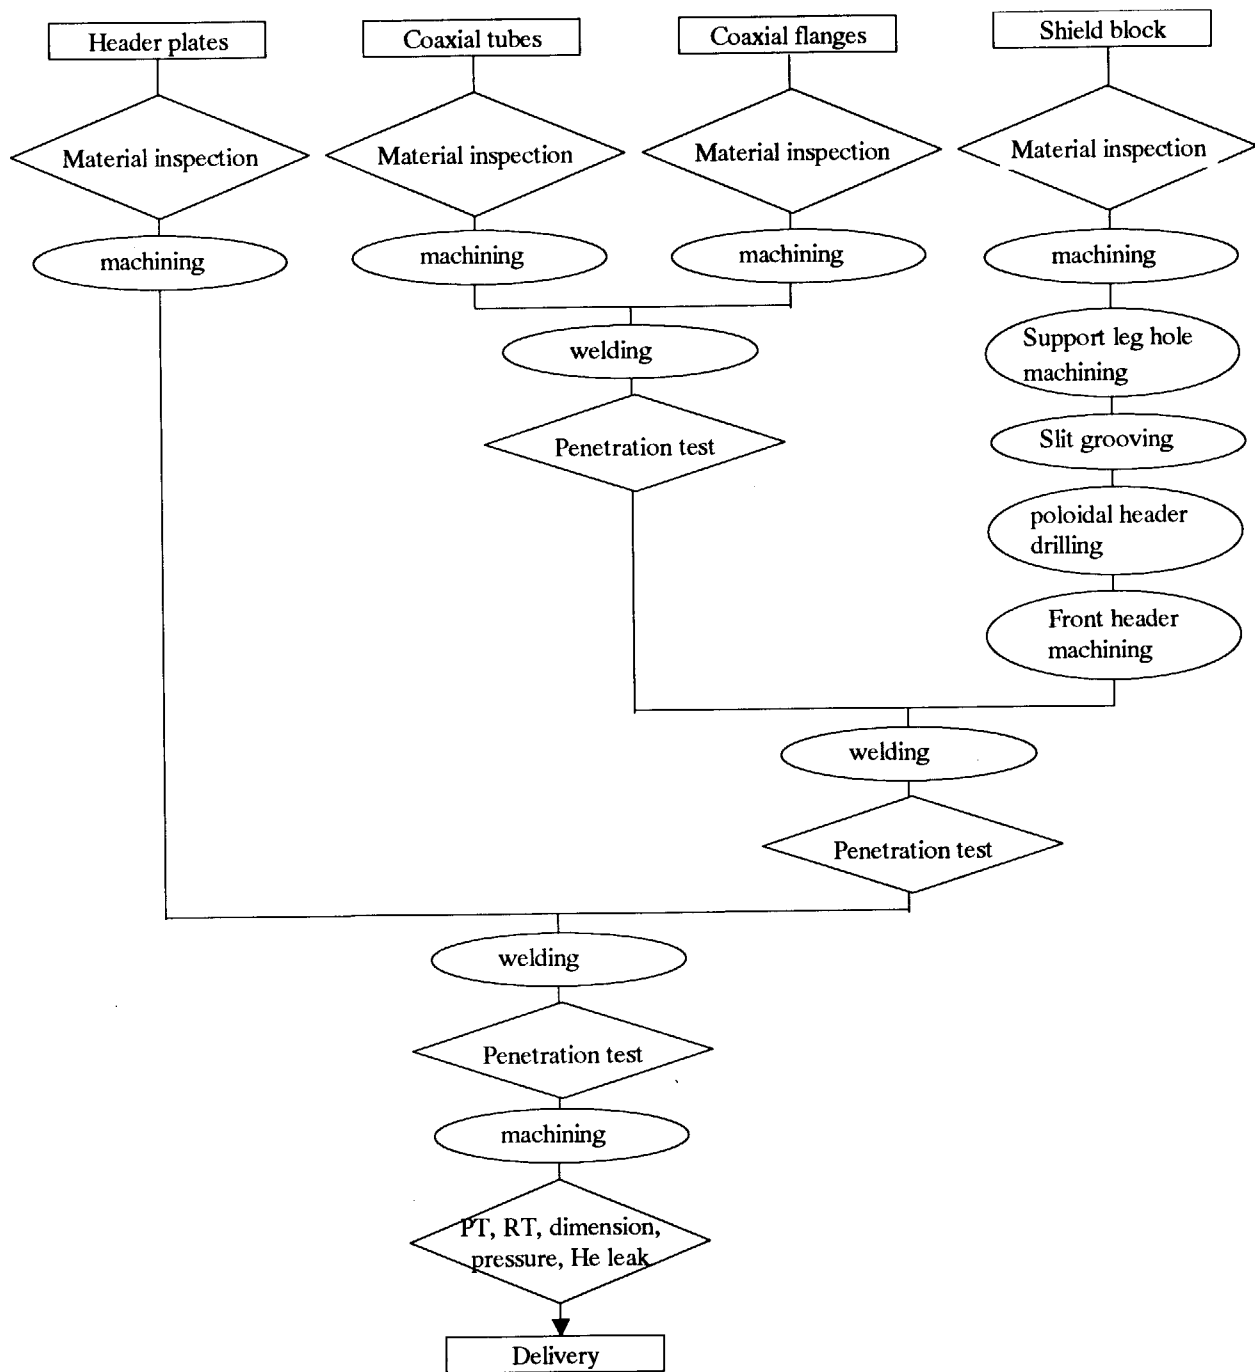 Header plates
Coaxial tubes
Coaxial flanges
Shield block
Material inspection
Material inspection
Material inspection
Material inspection
machining
machining
machining
machining
welding
Support leg hole
machining
Penetration test
Slit grooving
poloidal header
drilling
Front header
machining
welding
Penetration test
welding
Penetration test
machining
PT, RT, dimension,
pressure, He leak
Delivery